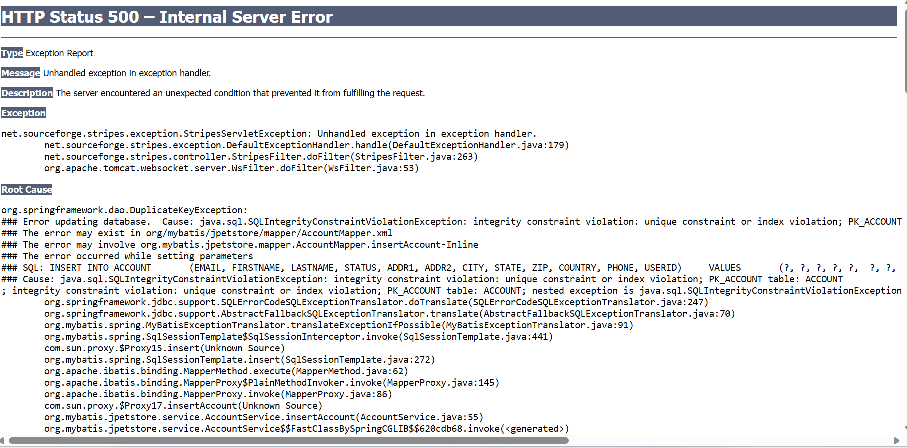 HTTP Status 500 – Internal Server Error
Type Exception Report
Message Unhandled exception in exception handler.
Description The server encountered an unexpected condition that prevented it from fulfilling the request.
Exception
net.sourceforge.stripes.exception.StripesServletException: Unhandled exception in exception handler.
net.sourceforge.stripes.exception.DefaultExceptionHandler.handle(DefaultExceptionHandler.java:179)
net.sourceforge.stripes.controller.StripesFilter.doFilter(StripesFilter.java:263)
org.apache.tomcat.websocket.server.WsFilter.doFilter(WsFilter.java:53)
Root Cause
org.springframework.dao.DuplicateKeyException:
### Error updating database.  Cause: java.sql.SQLIntegrityConstraintViolationException: integrity constraint violation: unique constraint or index violation; PK_ACCOUNT
### The error may exist in org/mybatis/jpetstore/mapper/AccountMapper.xml
### The error may involve org.mybatis.jpetstore.mapper.AccountMapper.insertAccount-Inline
### The error occurred while setting parameters
### SQL: INSERT INTO ACCOUNT       (EMAIL, FIRSTNAME, LASTNAME, STATUS, ADDR1, ADDR2, CITY, STATE, ZIP, COUNTRY, PHONE, USERID)     VALUES       (?, ?, ?, ?, ?,  ?, ?,
### Cause: java.sql.SQLIntegrityConstraintViolationException: integrity constraint violation: unique constraint or index violation; PK_ACCOUNT table: ACCOUNT
; integrity constraint violation: unique constraint or index violation; PK_ACCOUNT table: ACCOUNT; nested exception is java.sql.SQLIntegrityConstraintViolationException
org.springframework.jdbc.support.SQLErrorCodeSQLExceptionTranslator.doTranslate(SQLErrorCodeSQLExceptionTranslator.java:247)
org.springframework.jdbc.support.AbstractFallbackSQLExceptionTranslator.translate(AbstractFallbackSQLExceptionTranslator.java:70)
org.mybatis.spring.MyBatisExceptionTranslator.translateExceptionIfPossible(MyBatisExceptionTranslator.java:91)
org.mybatis.spring.SqlSessionTemplate$SqlSessionInterceptor.invoke(SqlSessionTemplate.java:441)
com.sun.proxy.$Proxy15.insert(Unknown Source)
org.mybatis.spring.SqlSessionTemplate.insert(SqlSessionTemplate.java:272)
org.apache.ibatis.binding.MapperMethod.execute(MapperMethod.java:62)
org.apache.ibatis.binding.MapperProxy$PlainMethodInvoker.invoke(MapperProxy.java:145)
org.apache.ibatis.binding.MapperProxy.invoke(MapperProxy.java:86)
com.sun.proxy.$Proxy17.insertAccount(Unknown Source)
org.mybatis.jpetstore.service.AccountService.insertAccount(AccountService.java:55)
org.mybatis.jpetstore.service.AccountService$$FastClassBySpringCGLIB$$620cdb68.invoke(<generated>)